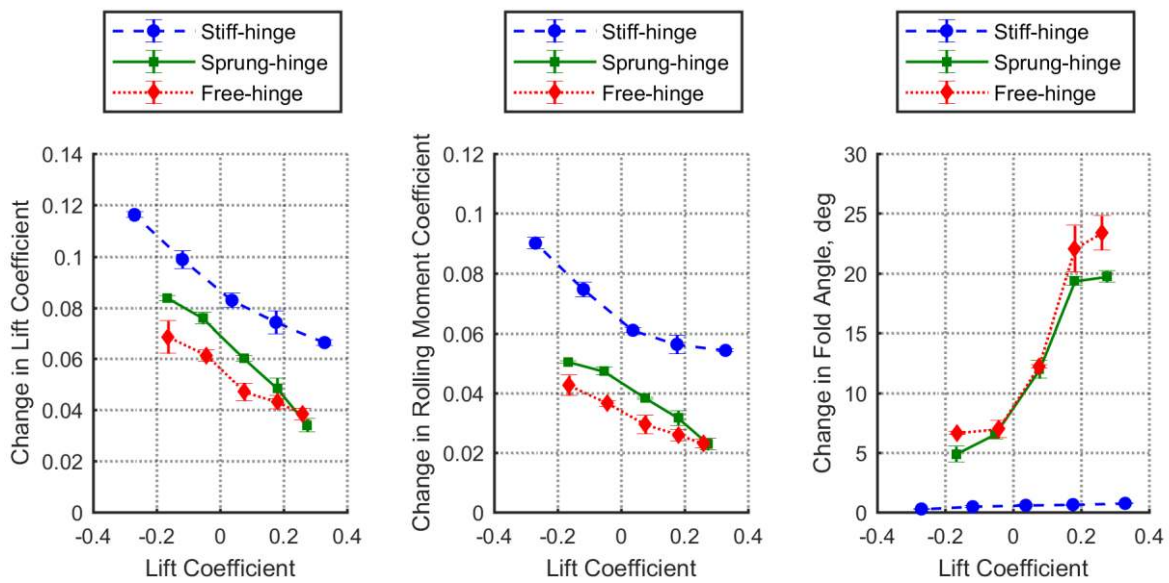 Stiff-hinge
Sprung-hinge
Free-hinge
Change in Lift Coefficient
0.14
0.12
0.1
0.08
0.06
0.04
0.02
0
-0.4 -0.2 0 0.2 0.4
Lift Coefficient
Stiff-hinge
Sprung-hinge
Free-hinge
Change in Rolling Moment Coefficient
0.12
0.1
0.08
0.06
0.04
0.02
0
-0.4 -0.2 0 0.2 0.4
Lift Coefficient
Stiff-hinge
Sprung-hinge
Free-hinge
Change in Fold Angle, deg
30
25
20
15
10
5
0
-0.4 -0.2 0 0.2 0.4
Lift Coefficient